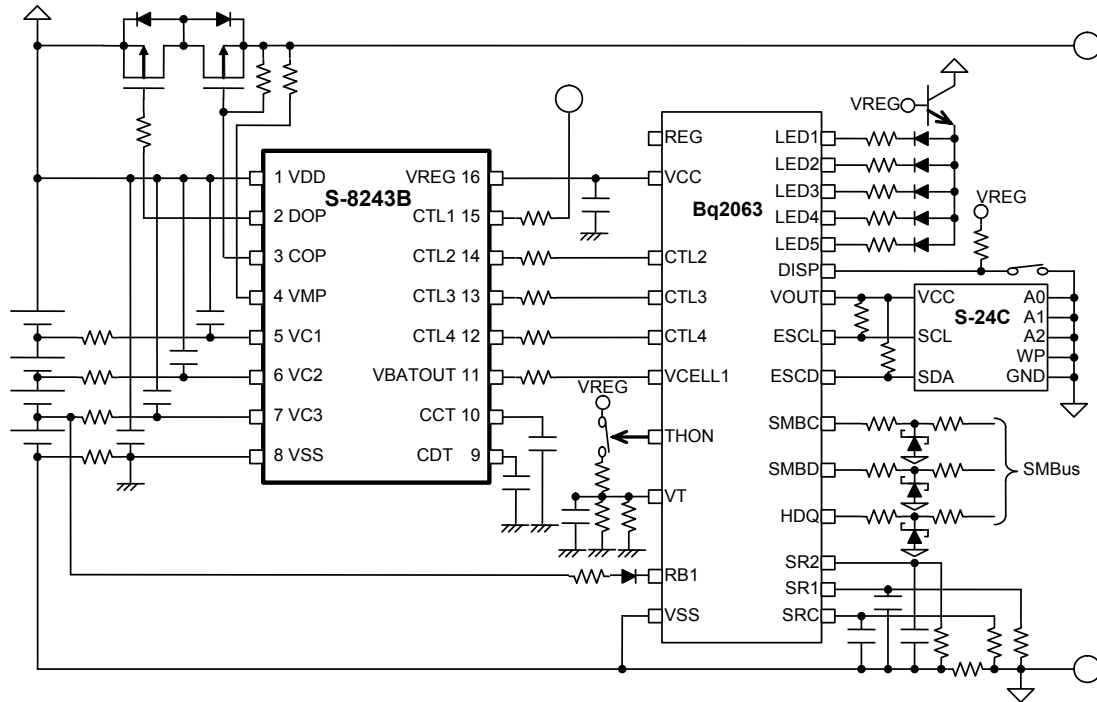 VREG
REG
LED1
LED2
LED3
LED4
LED5
DISP
VREG
S-8243B
1 VDD
2 DOP
3 COP
4 VMP
5 VC1
6 VC2
7 VC3
8 VSS
VREG 16
CTL1 15
CTL2 14
CTL3 13
CTL4 12
VBATOUT 11
CCT 10
CDT 9
Bq2063
VCC
CTL2
CTL3
CTL4
VCELL1
VREG
THON
VT
RB1
VSS
VOUT
ESCL
ESCD
SMBC
SMBD
HDQ
SR2
SR1
SRC
S-24C
VCC
SCL
SDA
A0
A1
A2
WP
GND
SMBus